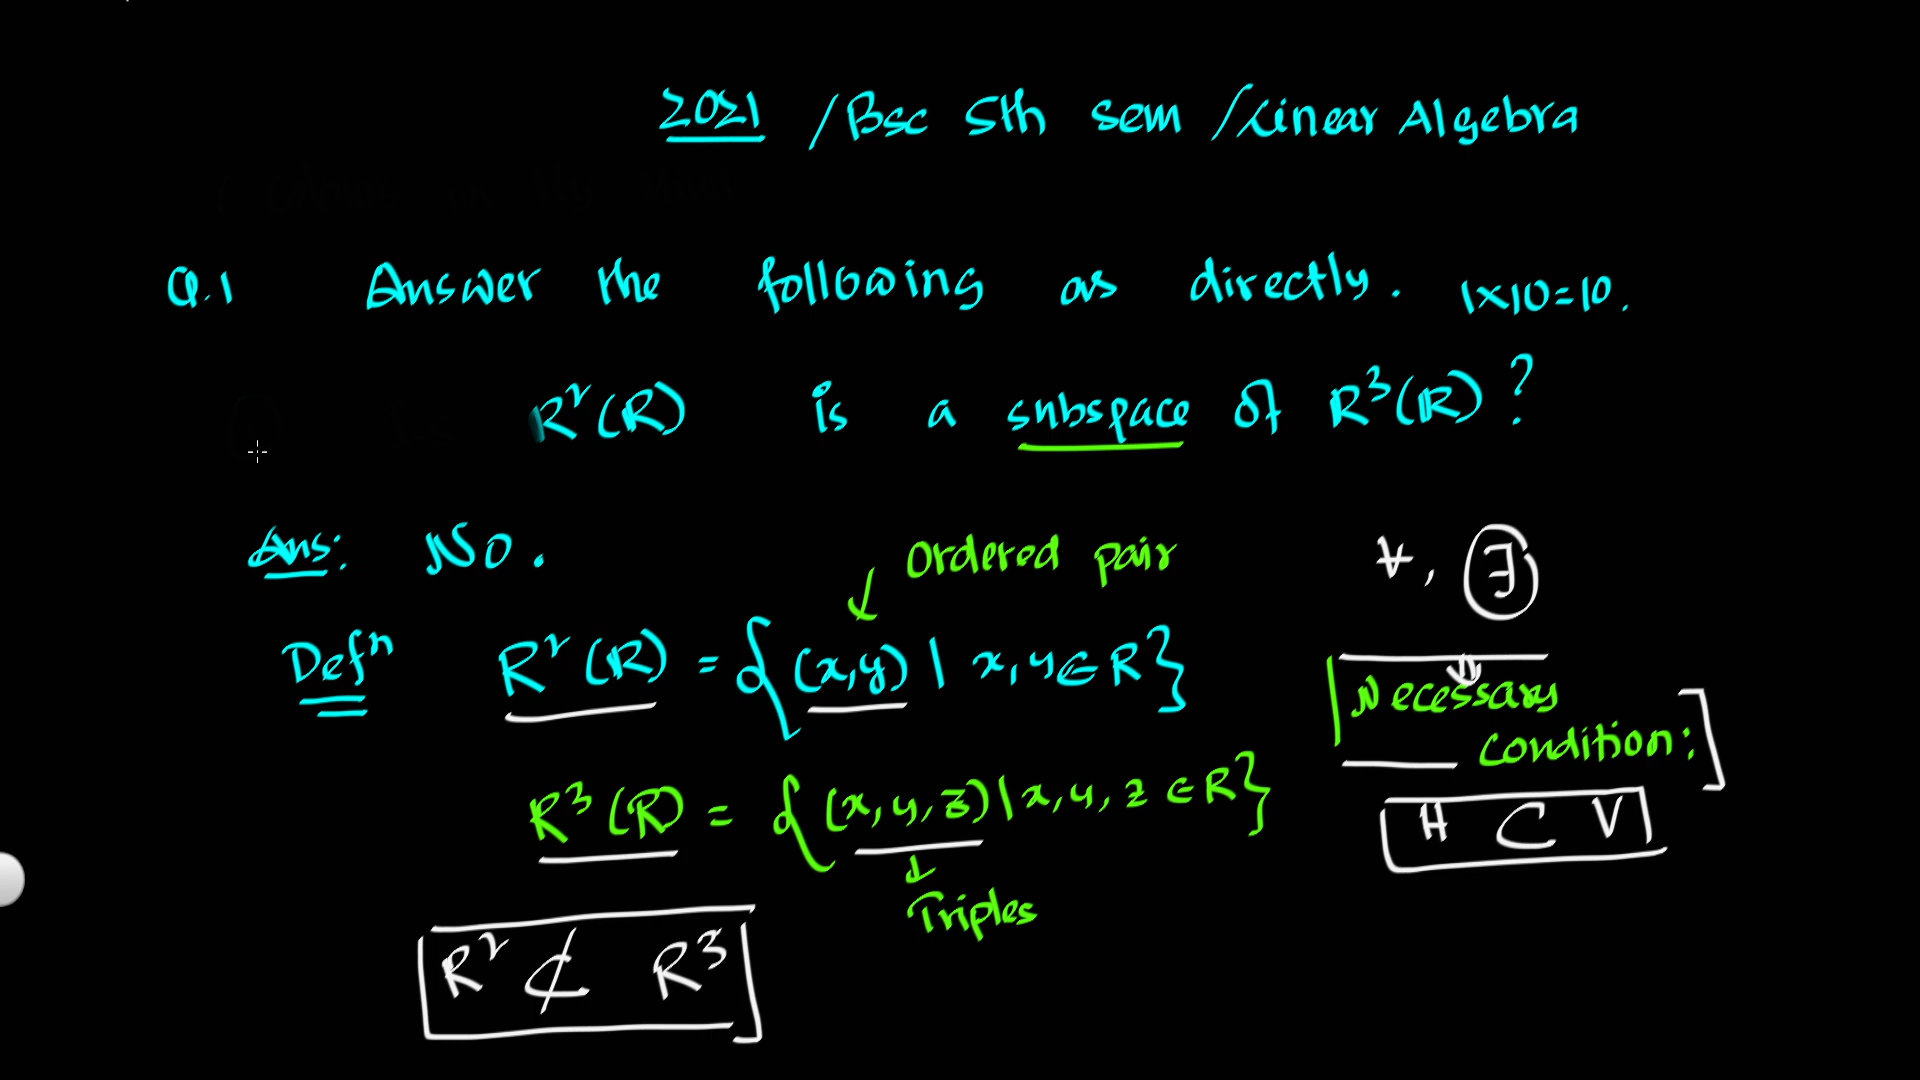 2021 / Bsc 5th sem / Linear Algebra
Q.1 Answer the following as directly. 1×10=10.
R²(R) is a subspace of R³(R) ?
Ans: No.
Ordered pair
∀, ∃
Defⁿ R²(R) = {(x,y) | x,y ∈ R}
Necessary
condition:
R³(R) = {(x,y,z) | x,y,z ∈ R}
H ⊂ V
Triples
R² ⊄ R³